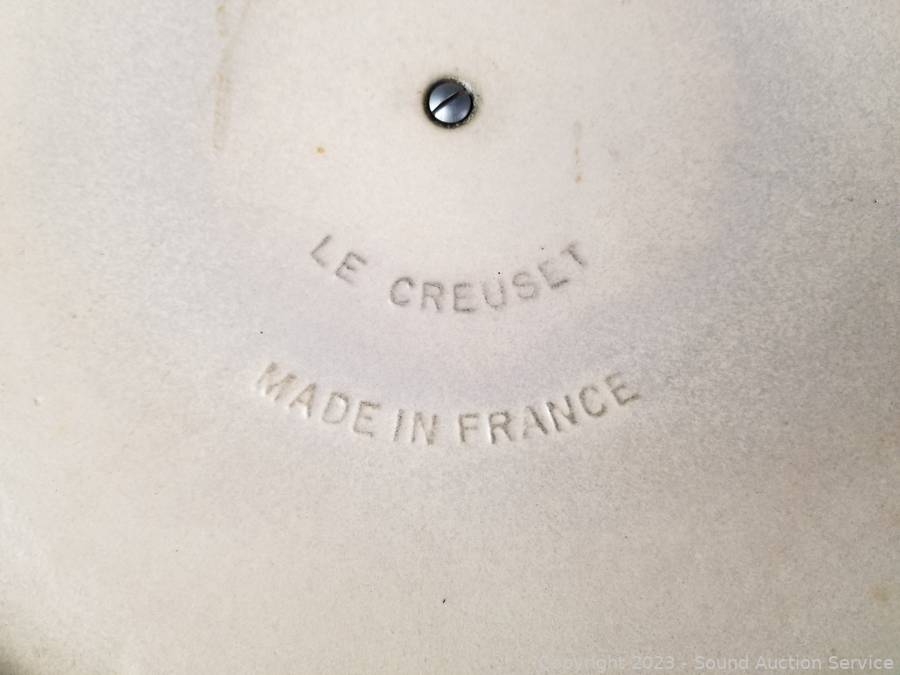 LE CREUSET
MADE IN FRANCE
Copyright 2023 - Sound Auction Service